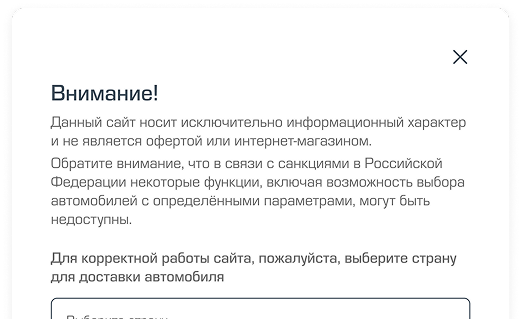 Внимание!
Данный сайт носит исключительно информационный характер
и не является офертой или интернет-магазином.
Обратите внимание, что в связи с санкциями в Российской
Федерации некоторые функции, включая возможность выбора
автомобилей с определёнными параметрами, могут быть
недоступны.
Для корректной работы сайта, пожалуйста, выберите страну
для доставки автомобиля
Выберите страну